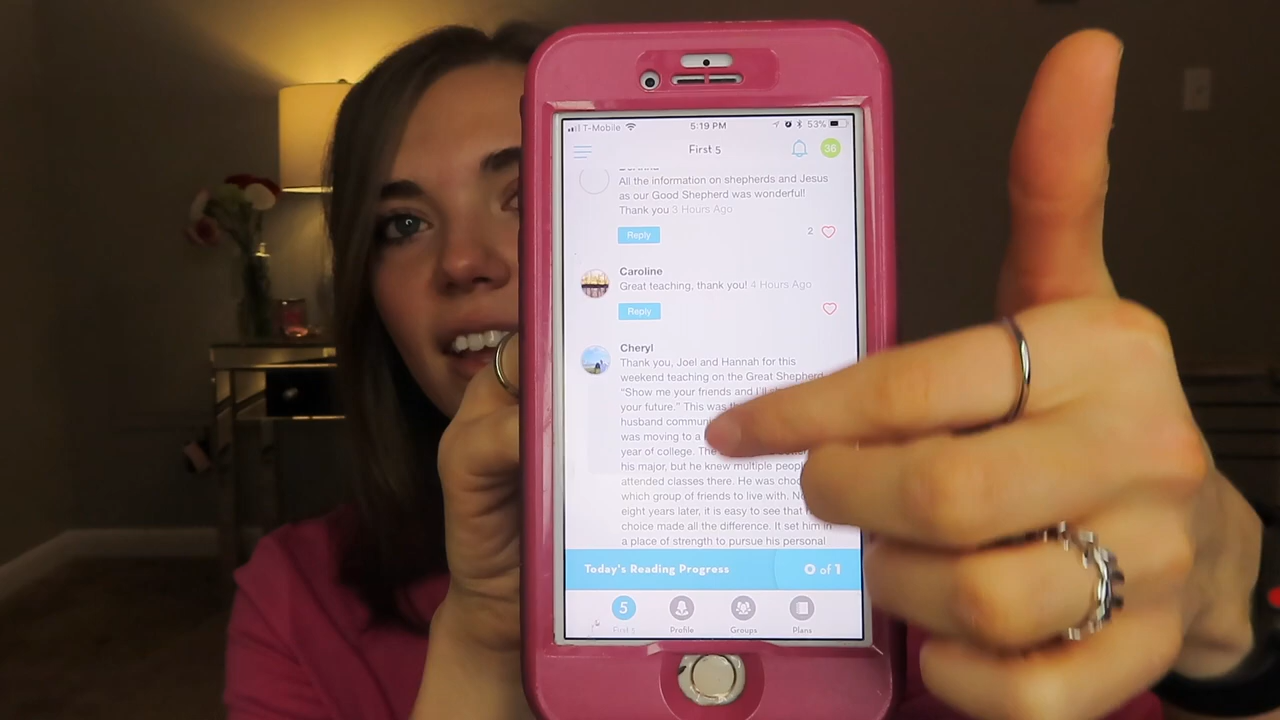 T-Mobile 5:19 PM 53%
First 5 36
All the information on shepherds and Jesus
as our Good Shepherd was wonderful!
Thank you 3 Hours Ago
Reply 2
Caroline
Great teaching, thank you! 4 Hours Ago
Reply
Cheryl
Thank you, Joel and Hannah for this
weekend teaching on the Great Shepherd
"Show me your friends and I'll
your future." This was
husband
was moving to a
year of college. The
his major, but he knew multiple
attended classes there. He was
which group of friends to live with.
eight years later, it is easy to see that
choice made all the difference. It set him in
a place of strength to pursue his personal
Today's Reading Progress 0 of 1
5
First 5 Profile Groups Plans